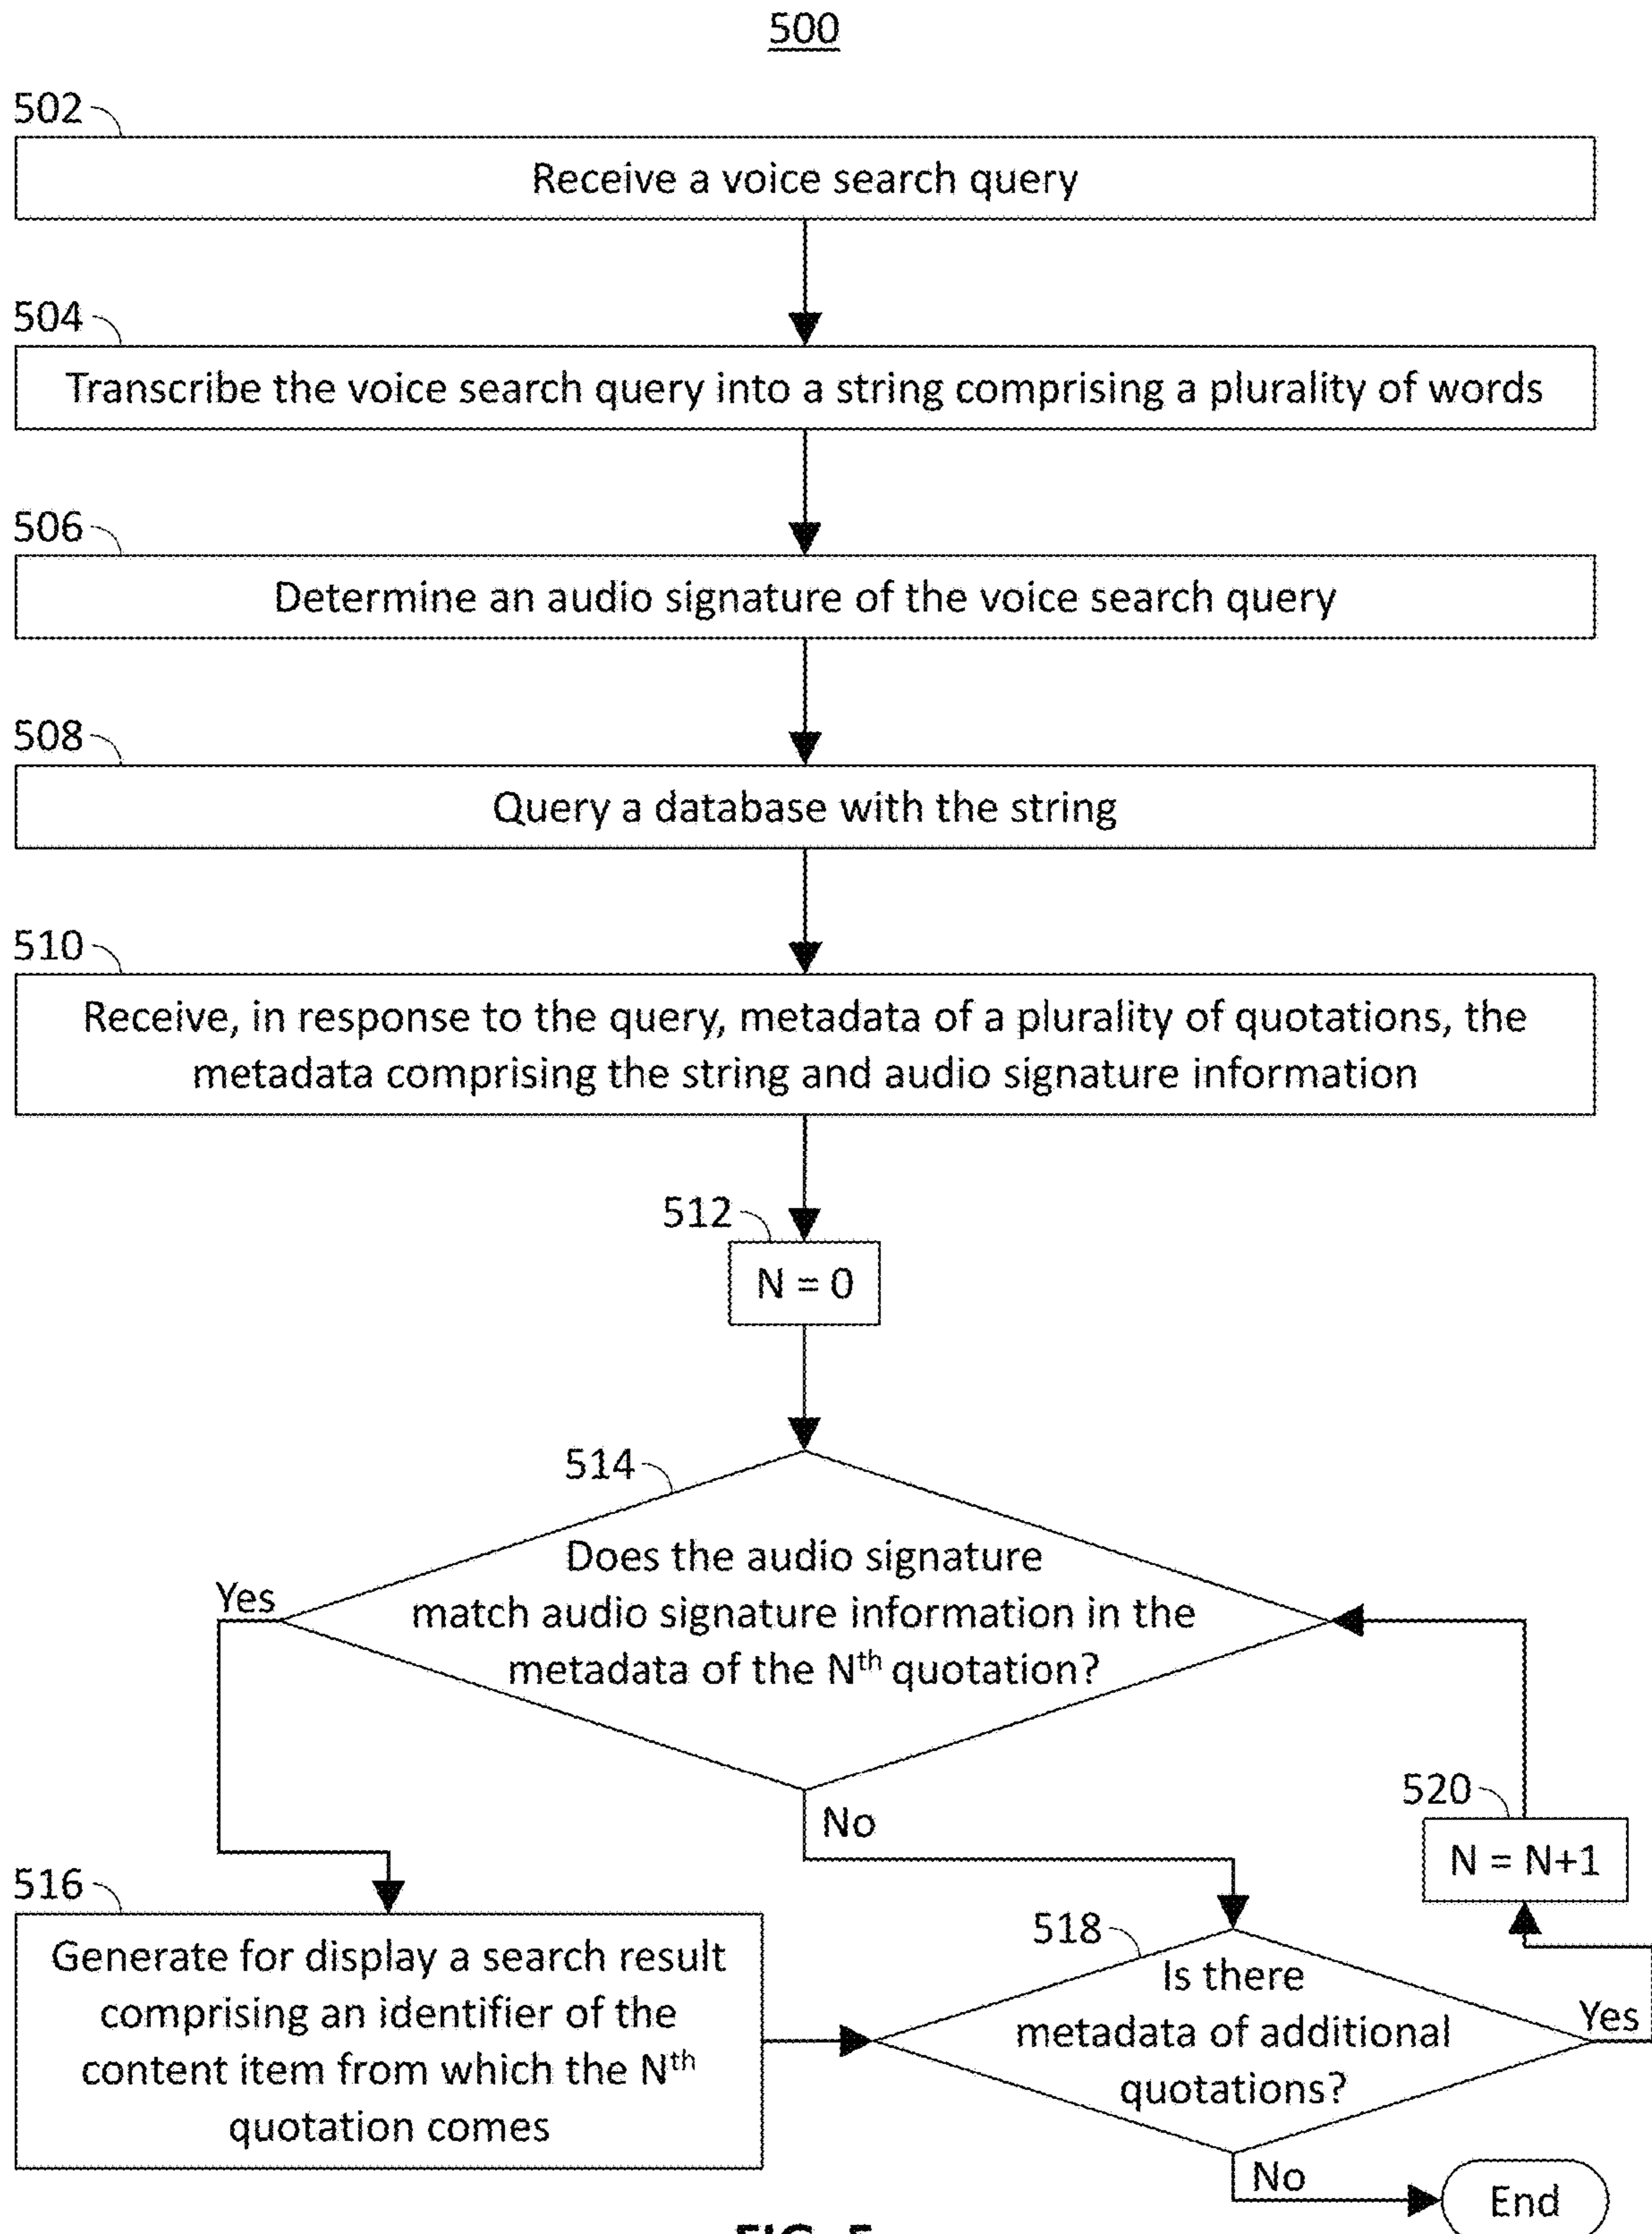 500
502
Receive a voice search query
504
Transcribe the voice search query into a string comprising a plurality of words
506
Determine an audio signature of the voice search query
508
Query a database with the string
510
Receive, in response to the query, metadata of a plurality of quotations, the
metadata comprising the string and audio signature information
512
N = 0
514
Does the audio signature
match audio signature information in the
metadata of the Nth quotation?
Yes
No
520
N = N+1
516
Generate for display a search result
comprising an identifier of the
content item from which the Nth
quotation comes
518
Is there
metadata of additional
quotations?
Yes
No
End